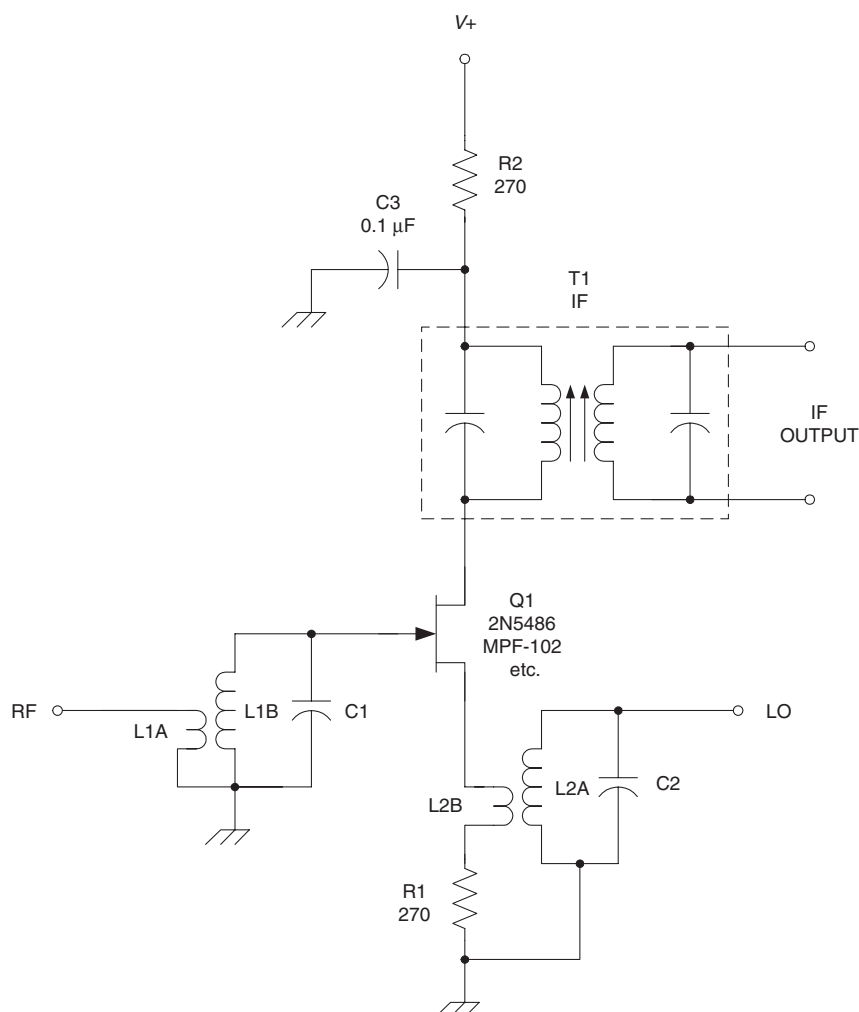 V+
R2
270
C3
0.1 μF
T1
IF
IF
OUTPUT
Q1
2N5486
MPF-102
etc.
RF
L1A
L1B
C1
LO
L2B
L2A
C2
R1
270